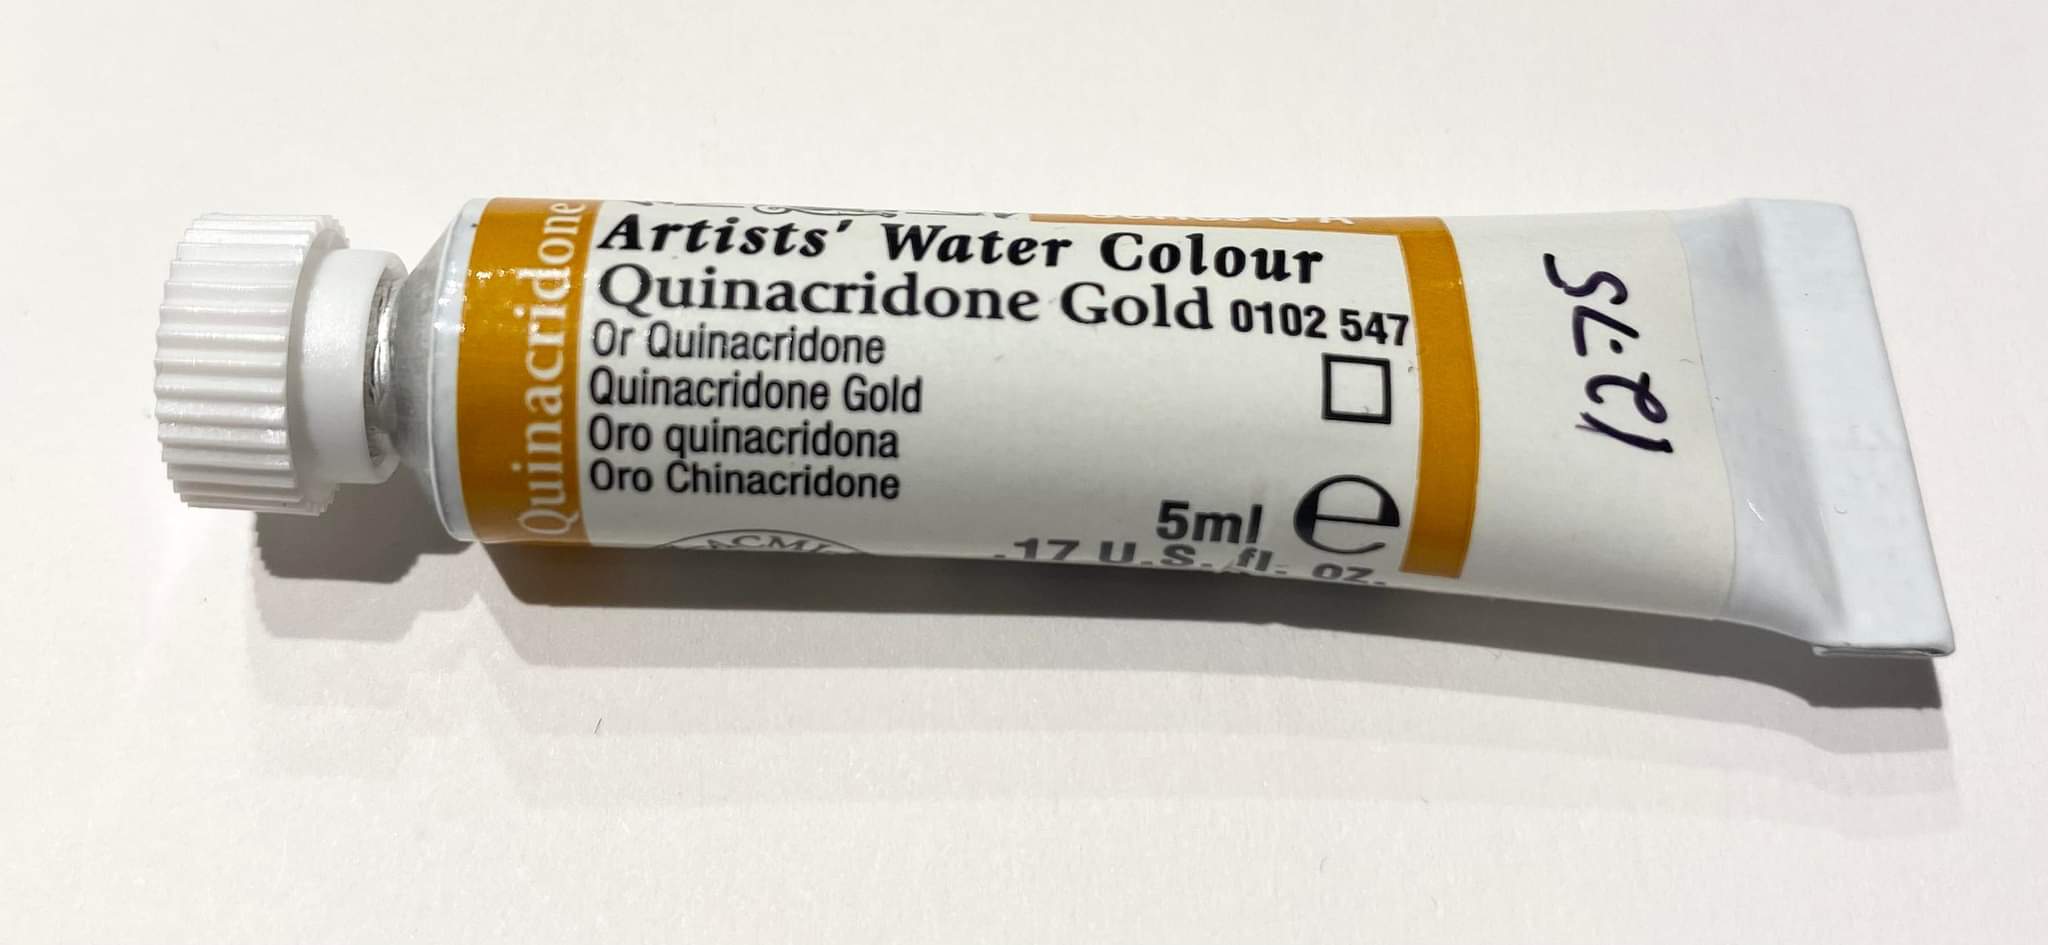 Quinacridone
Artists' Water Colour
Quinacridone Gold 0102 547
Or Quinacridone
Quinacridone Gold
Oro quinacridona
Oro Chinacridone
5ml e
.17 U.S. fl. oz.
12.75